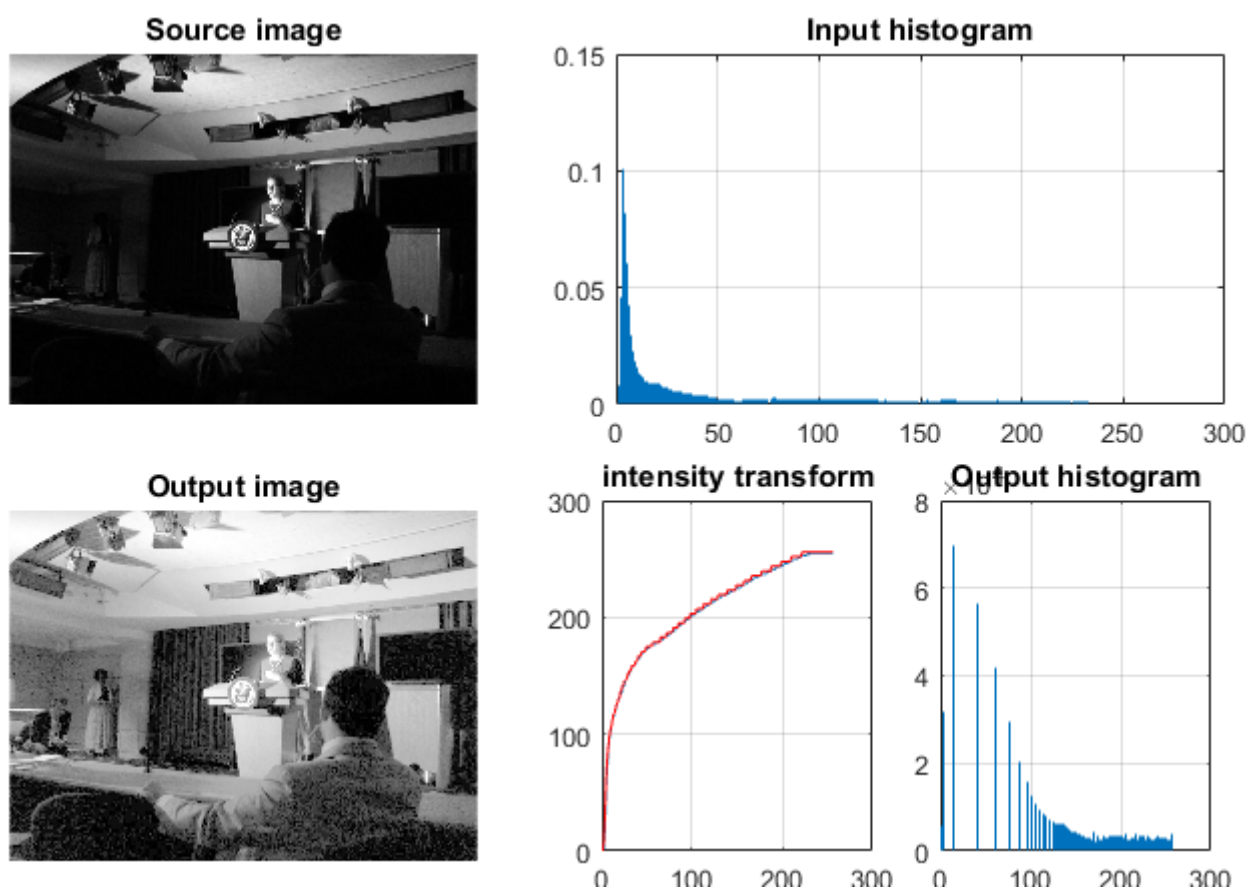 Source image
Input histogram
0.15
0.1
0.05
0
0 50 100 150 200 250 300
Output image
intensity transform
300
200
100
0
0 100 200 300
Output histogram
8
6
4
2
0
0 100 200 300